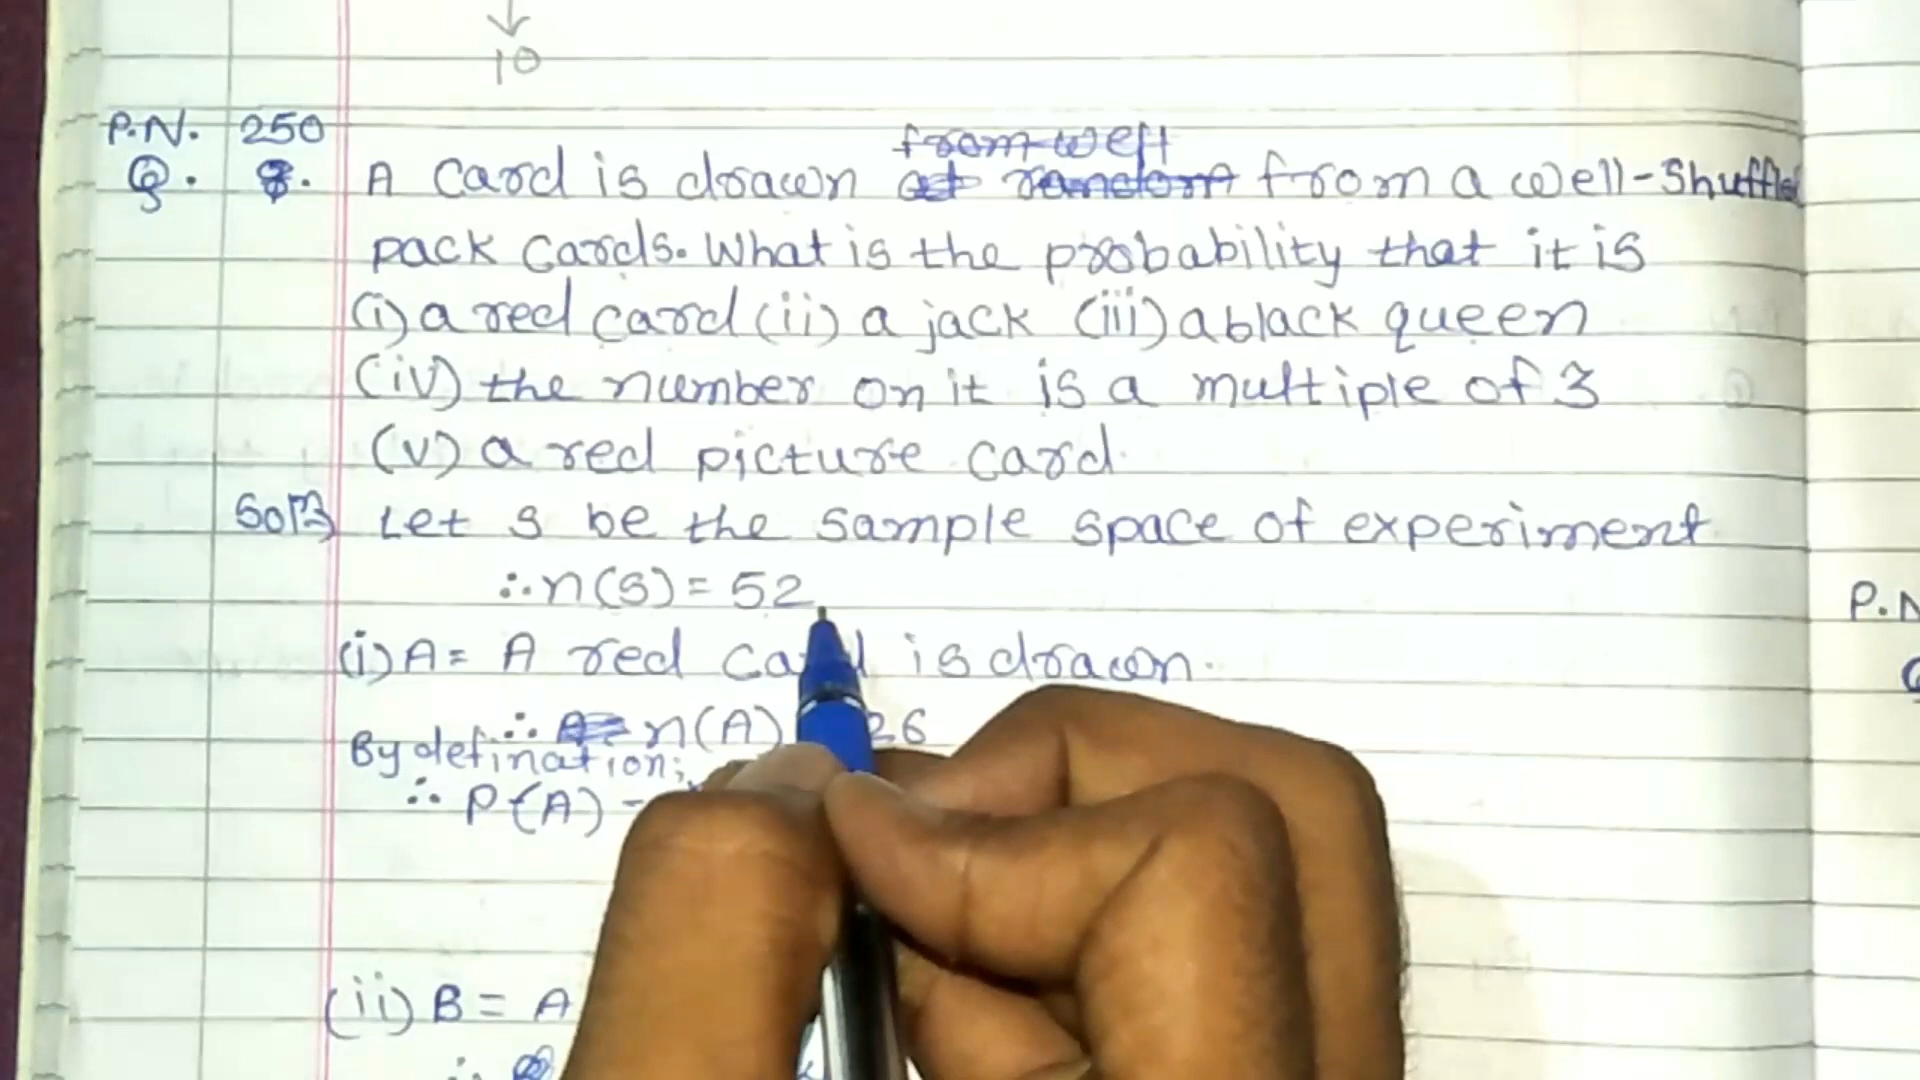 10
P.N. 250
from well
Q. 8. A Card is drawn at random from a well-Shuffled
pack Cards. What is the probability that it is
(i) a red card (ii) a jack (iii) a black queen
(iv) the number on it is a multiple of 3
(v) a red picture card.
Soln Let S be the sample space of experiment
∴ n(S) = 52
(i) A = A red card is drawn.
∴ n(A) 26
By defination;
∴ P(A) =
(ii) B = A
∴
P.N